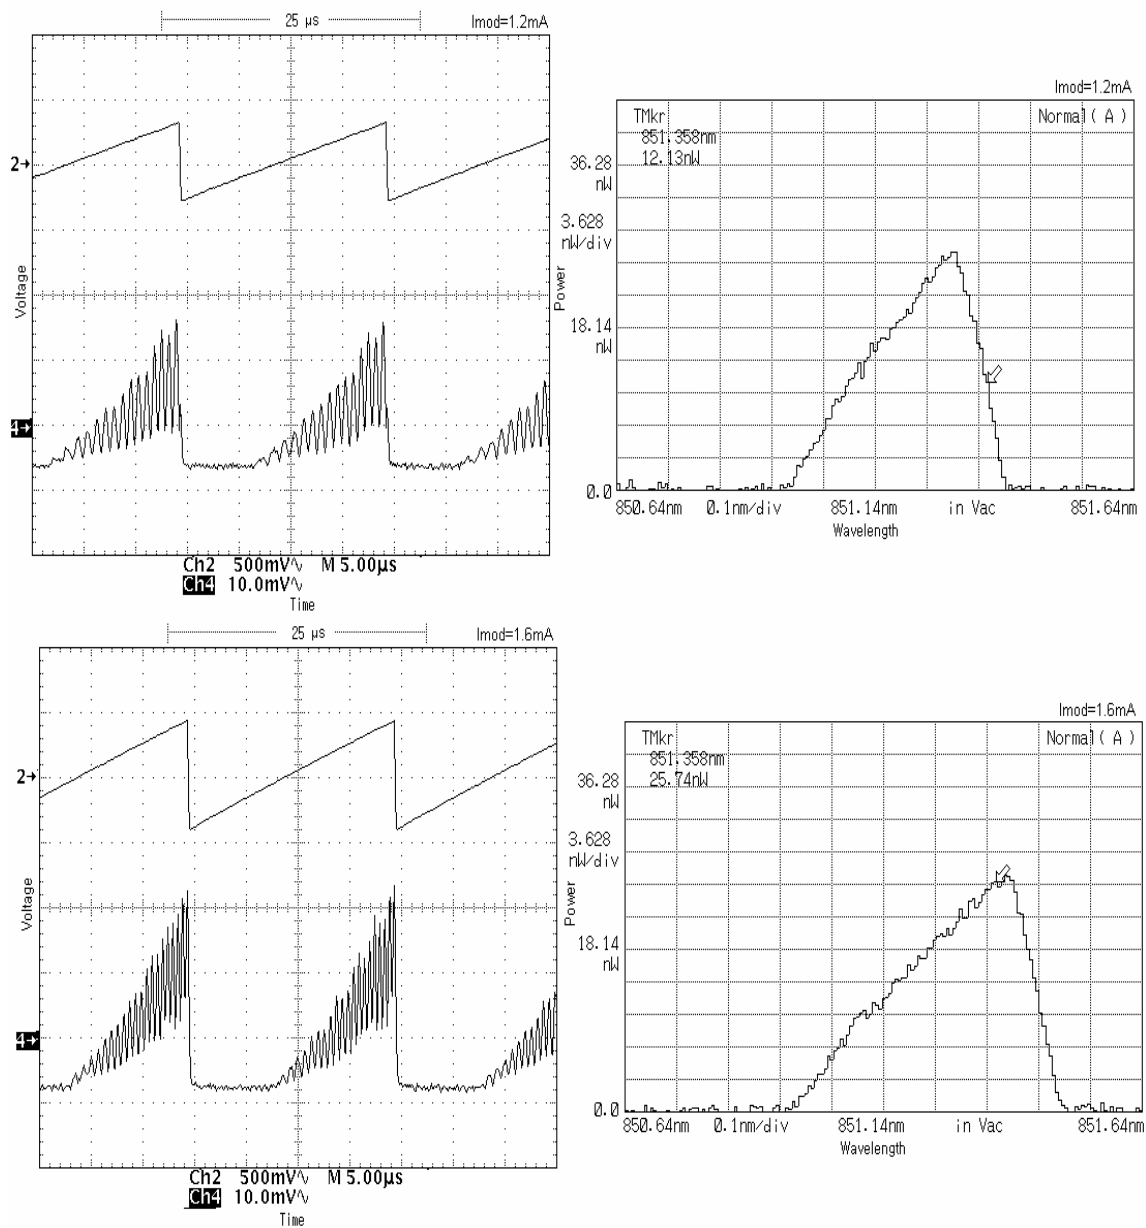 25 µs
Imod=1.2mA
2→
Voltage
4→
Ch2 500mV∿ M 5.00µs
Ch4 10.0mV∿
Time
Imod=1.2mA
TMkr
851.358nm
12.13nW
Normal(A)
36.28
nW
3.628
nW/div
Power
18.14
nW
0.0
850.64nm 0.1nm/div 851.14nm in Vac 851.64nm
Wavelength
25 µs
Imod=1.6mA
2→
Voltage
4→
Ch2 500mV∿ M 5.00µs
Ch4 10.0mV∿
Time
Imod=1.6mA
TMkr
851.358nm
25.74nW
Normal(A)
36.28
nW
3.628
nW/div
Power
18.14
nW
0.0
850.64nm 0.1nm/div 851.14nm in Vac 851.64nm
Wavelength